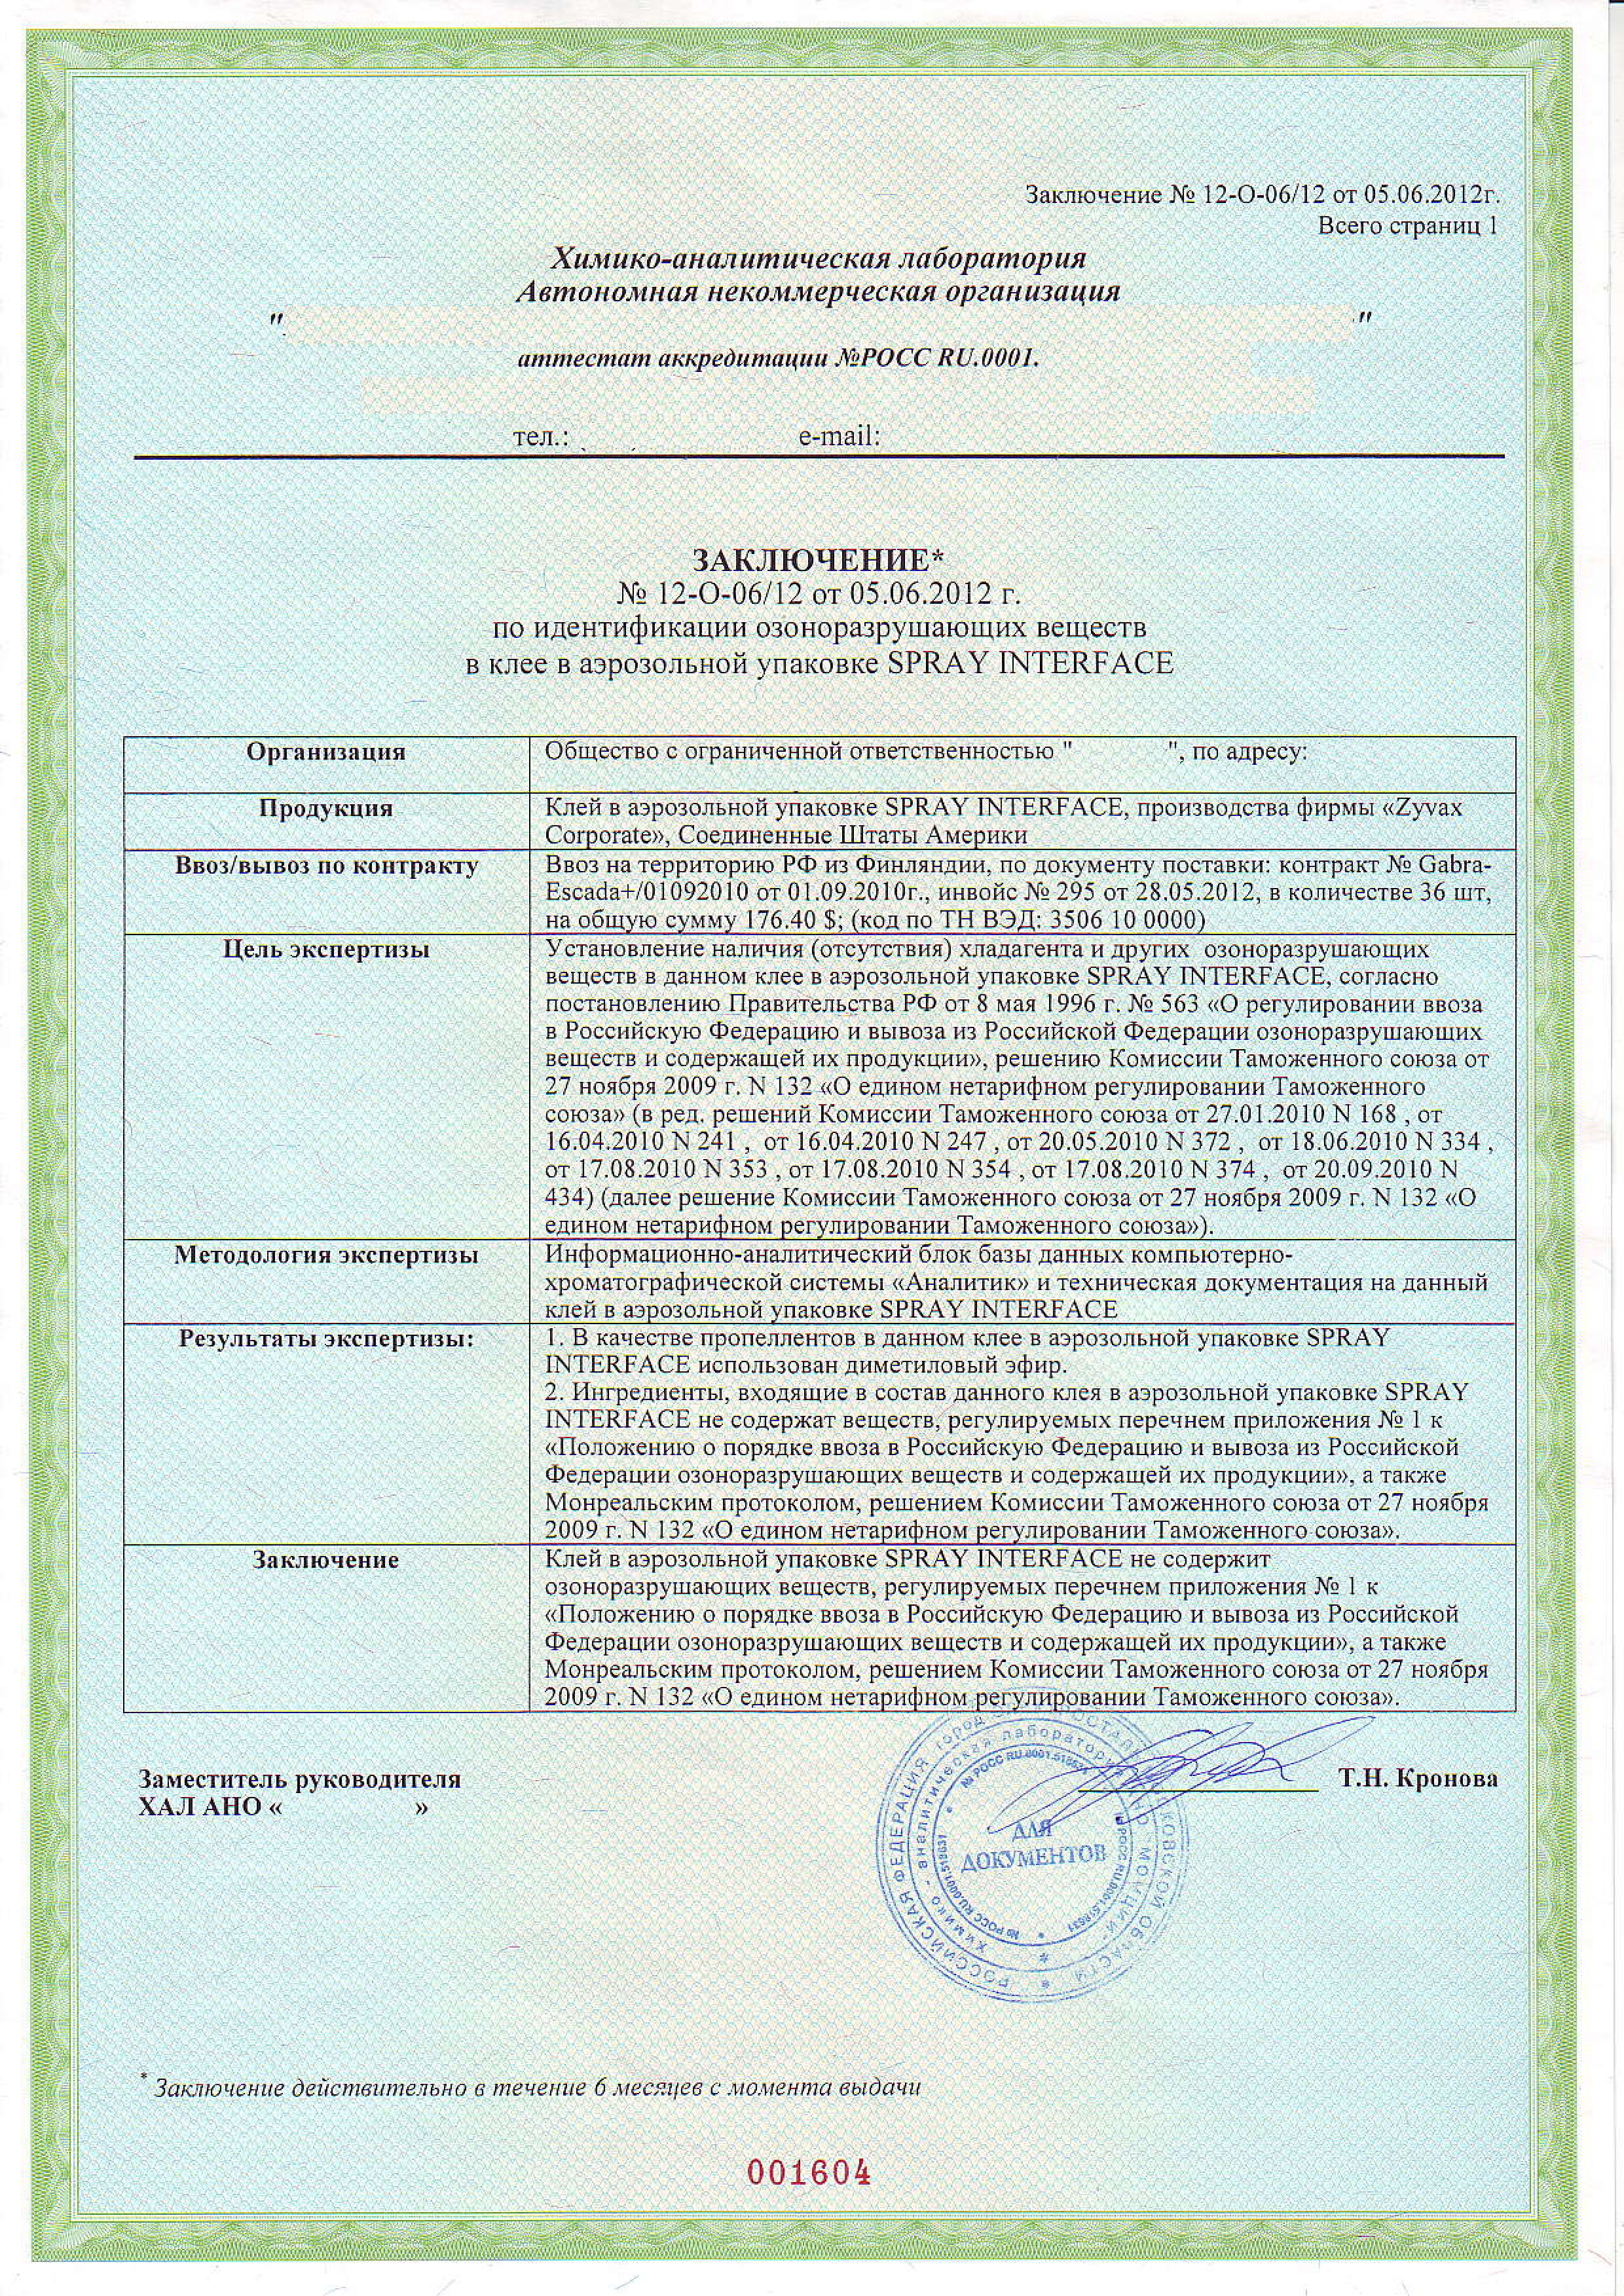 Заключение № 12-О-06/12 от 05.06.2012г.
Всего страниц 1
Химико-аналитическая лаборатория
Автономная некоммерческая организация
" "
аттестат аккредитации №РОСС RU.0001.
тел.: e-mail:
ЗАКЛЮЧЕНИЕ*
№ 12-О-06/12 от 05.06.2012 г.
по идентификации озоноразрушающих веществ
в клее в аэрозольной упаковке SPRAY INTERFACE
Организация
Общество с ограниченной ответственностью " ", по адресу:
Продукция
Клей в аэрозольной упаковке SPRAY INTERFACE, производства фирмы «Zyvax
Corporate», Соединенные Штаты Америки
Ввоз/вывоз по контракту
Ввоз на территорию РФ из Финляндии, по документу поставки: контракт № Gabra-
Escada+/01092010 от 01.09.2010г., инвойс № 295 от 28.05.2012, в количестве 36 шт,
на общую сумму 176.40 $; (код по ТН ВЭД: 3506 10 0000)
Цель экспертизы
Установление наличия (отсутствия) хладагента и других озоноразрушающих
веществ в данном клее в аэрозольной упаковке SPRAY INTERFACE, согласно
постановлению Правительства РФ от 8 мая 1996 г. № 563 «О регулировании ввоза
в Российскую Федерацию и вывоза из Российской Федерации озоноразрушающих
веществ и содержащей их продукции», решению Комиссии Таможенного союза от
27 ноября 2009 г. N 132 «О едином нетарифном регулировании Таможенного
союза» (в ред. решений Комиссии Таможенного союза от 27.01.2010 N 168 , от
16.04.2010 N 241 , от 16.04.2010 N 247 , от 20.05.2010 N 372 , от 18.06.2010 N 334 ,
от 17.08.2010 N 353 , от 17.08.2010 N 354 , от 17.08.2010 N 374 , от 20.09.2010 N
434) (далее решение Комиссии Таможенного союза от 27 ноября 2009 г. N 132 «О
едином нетарифном регулировании Таможенного союза»).
Методология экспертизы
Информационно-аналитический блок базы данных компьютерно-
хроматографической системы «Аналитик» и техническая документация на данный
клей в аэрозольной упаковке SPRAY INTERFACE
Результаты экспертизы:
1. В качестве пропеллентов в данном клее в аэрозольной упаковке SPRAY
INTERFACE использован диметиловый эфир.
2. Ингредиенты, входящие в состав данного клея в аэрозольной упаковке SPRAY
INTERFACE не содержат веществ, регулируемых перечнем приложения № 1 к
«Положению о порядке ввоза в Российскую Федерацию и вывоза из Российской
Федерации озоноразрушающих веществ и содержащей их продукции», а также
Монреальским протоколом, решением Комиссии Таможенного союза от 27 ноября
2009 г. N 132 «О едином нетарифном регулировании Таможенного союза».
Заключение
Клей в аэрозольной упаковке SPRAY INTERFACE не содержит
озоноразрушающих веществ, регулируемых перечнем приложения № 1 к
«Положению о порядке ввоза в Российскую Федерацию и вывоза из Российской
Федерации озоноразрушающих веществ и содержащей их продукции», а также
Монреальским протоколом, решением Комиссии Таможенного союза от 27 ноября
2009 г. N 132 «О едином нетарифном регулировании Таможенного союза».
Заместитель руководителя
ХАЛ АНО « »
Т.Н. Кронова
РОССИЙСКАЯ ФЕДЕРАЦИЯ город МОСКОВСКОЙ ОБЛАСТИ
Химико - аналитическая лаборатория
№ РОСС RU.0001.518631
ДЛЯ
ДОКУМЕНТОВ
* Заключение действительно в течение 6 месяцев с момента выдачи
001604